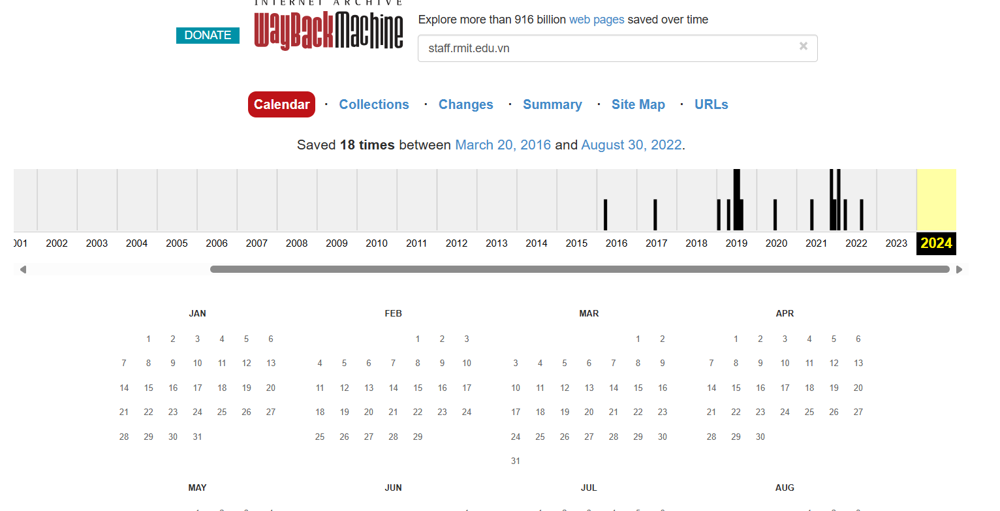 INTERNET ARCHIVE
DONATE
WayBackMachine
Explore more than 916 billion web pages saved over time
staff.rmit.edu.vn ×
Calendar · Collections · Changes · Summary · Site Map · URLs
Saved 18 times between March 20, 2016 and August 30, 2022.
001 2002 2003 2004 2005 2006 2007 2008 2009 2010 2011 2012 2013 2014 2015 2016 2017 2018 2019 2020 2021 2022 2023 2024
JAN FEB MAR APR
1 2 3 4 5 6 1 2 3 1 2 1 2 3 4 5 6
7 8 9 10 11 12 13 4 5 6 7 8 9 10 3 4 5 6 7 8 9 7 8 9 10 11 12 13
14 15 16 17 18 19 20 11 12 13 14 15 16 17 10 11 12 13 14 15 16 14 15 16 17 18 19 20
21 22 23 24 25 26 27 18 19 20 21 22 23 24 17 18 19 20 21 22 23 21 22 23 24 25 26 27
28 29 30 31 25 26 27 28 29 24 25 26 27 28 29 30 28 29 30
31
MAY JUN JUL AUG